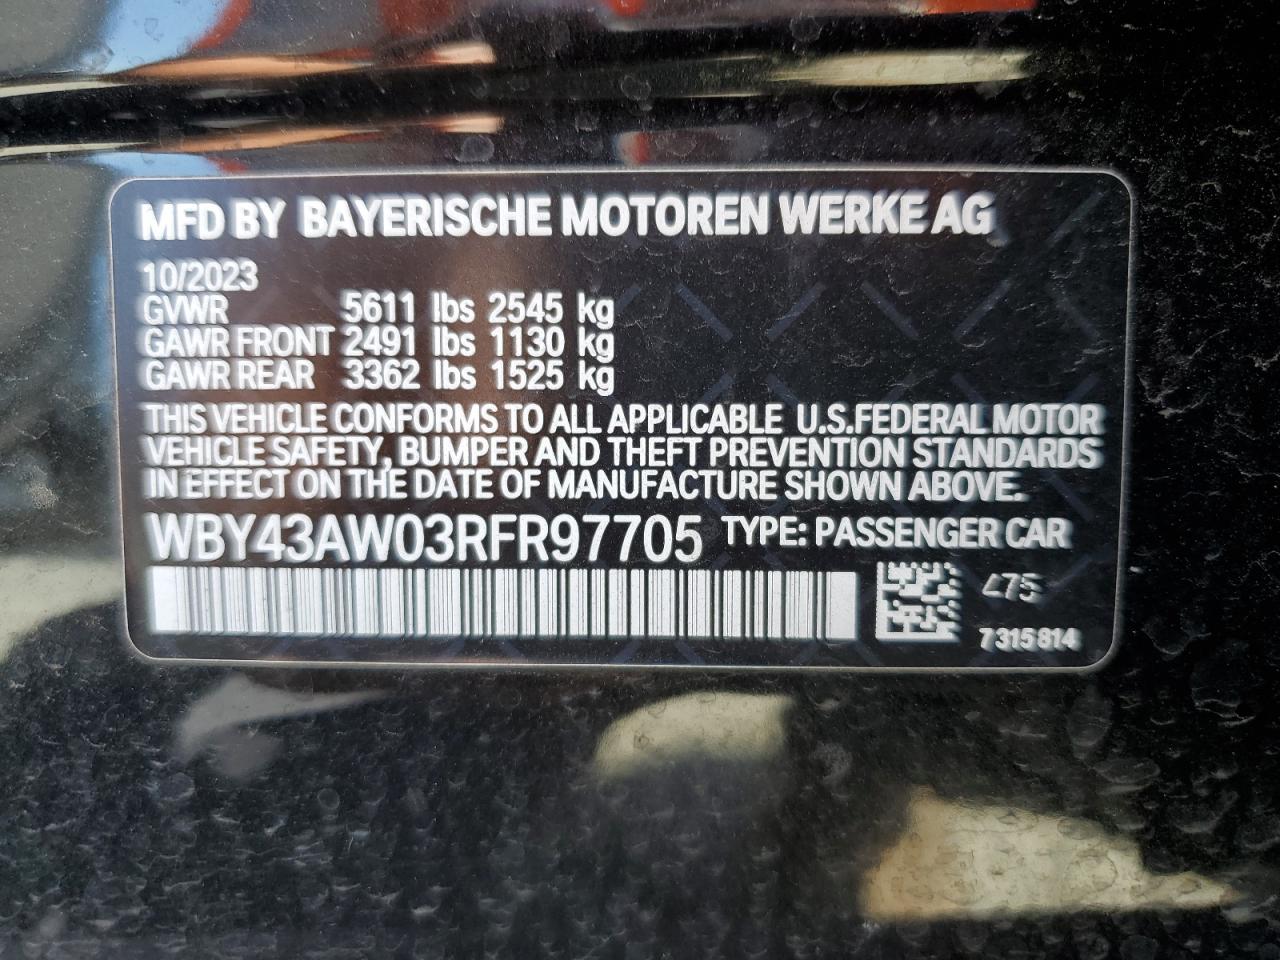 MFD BY BAYERISCHE MOTOREN WERKE AG
10/2023
GVWR 5611 lbs 2545 kg
GAWR FRONT 2491 lbs 1130 kg
GAWR REAR 3362 lbs 1525 kg
THIS VEHICLE CONFORMS TO ALL APPLICABLE U.S.FEDERAL MOTOR
VEHICLE SAFETY, BUMPER AND THEFT PREVENTION STANDARDS
IN EFFECT ON THE DATE OF MANUFACTURE SHOWN ABOVE.
WBY43AW03RFR97705 TYPE: PASSENGER CAR
475
7315814